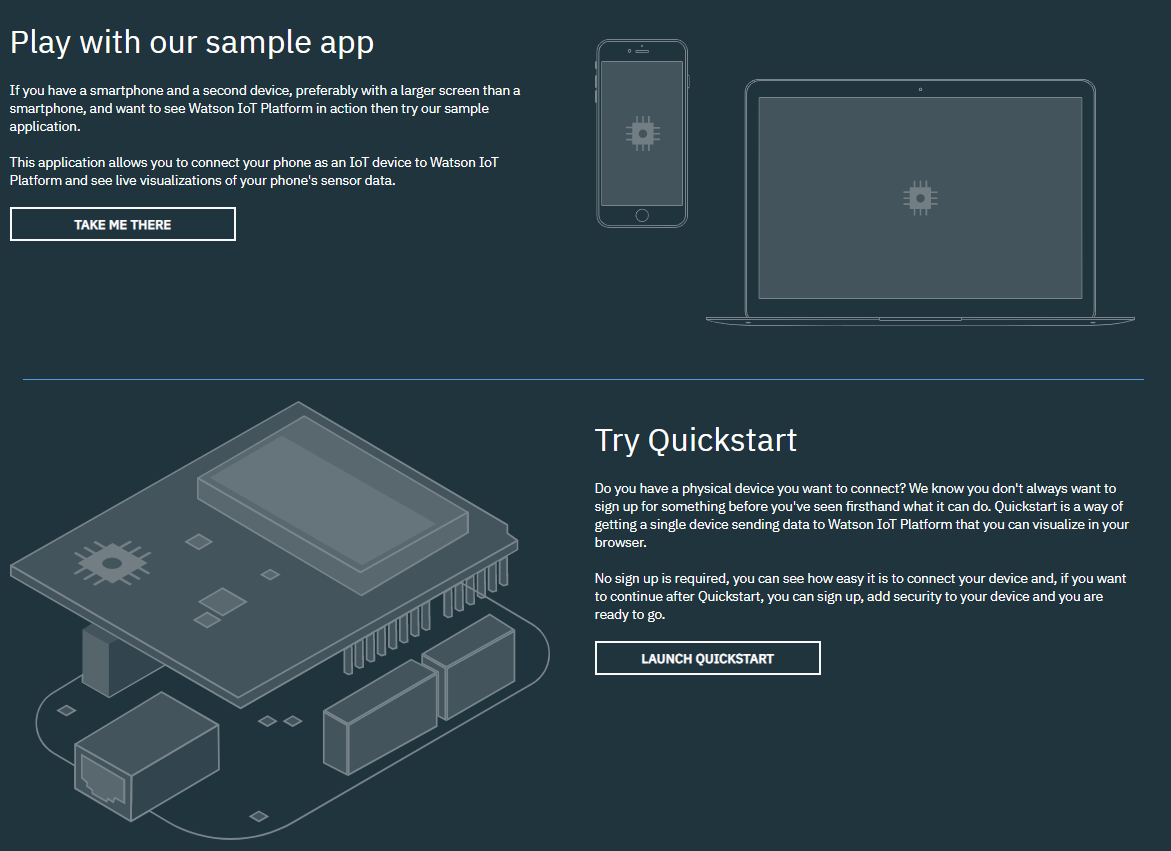 Play with our sample app
If you have a smartphone and a second device, preferably with a larger screen than a
smartphone, and want to see Watson IoT Platform in action then try our sample
application.
This application allows you to connect your phone as an IoT device to Watson IoT
Platform and see live visualizations of your phone's sensor data.
TAKE ME THERE
Try Quickstart
Do you have a physical device you want to connect? We know you don't always want to
sign up for something before you've seen firsthand what it can do. Quickstart is a way of
getting a single device sending data to Watson IoT Platform that you can visualize in your
browser.
No sign up is required, you can see how easy it is to connect your device and, if you want
to continue after Quickstart, you can sign up, add security to your device and you are
ready to go.
LAUNCH QUICKSTART